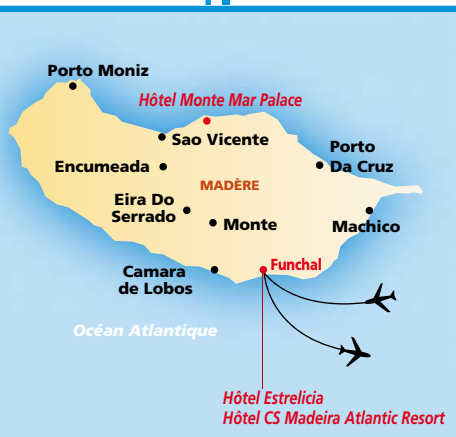 Porto Moniz
Hôtel Monte Mar Palace
Sao Vicente
Porto
Da Cruz
Encumeada
MADÈRE
Eira Do
Serrado
Monte
Machico
Camara
de Lobos
Funchal
Océan Atlantique
Hôtel Estrelicia
Hôtel CS Madeira Atlantic Resort